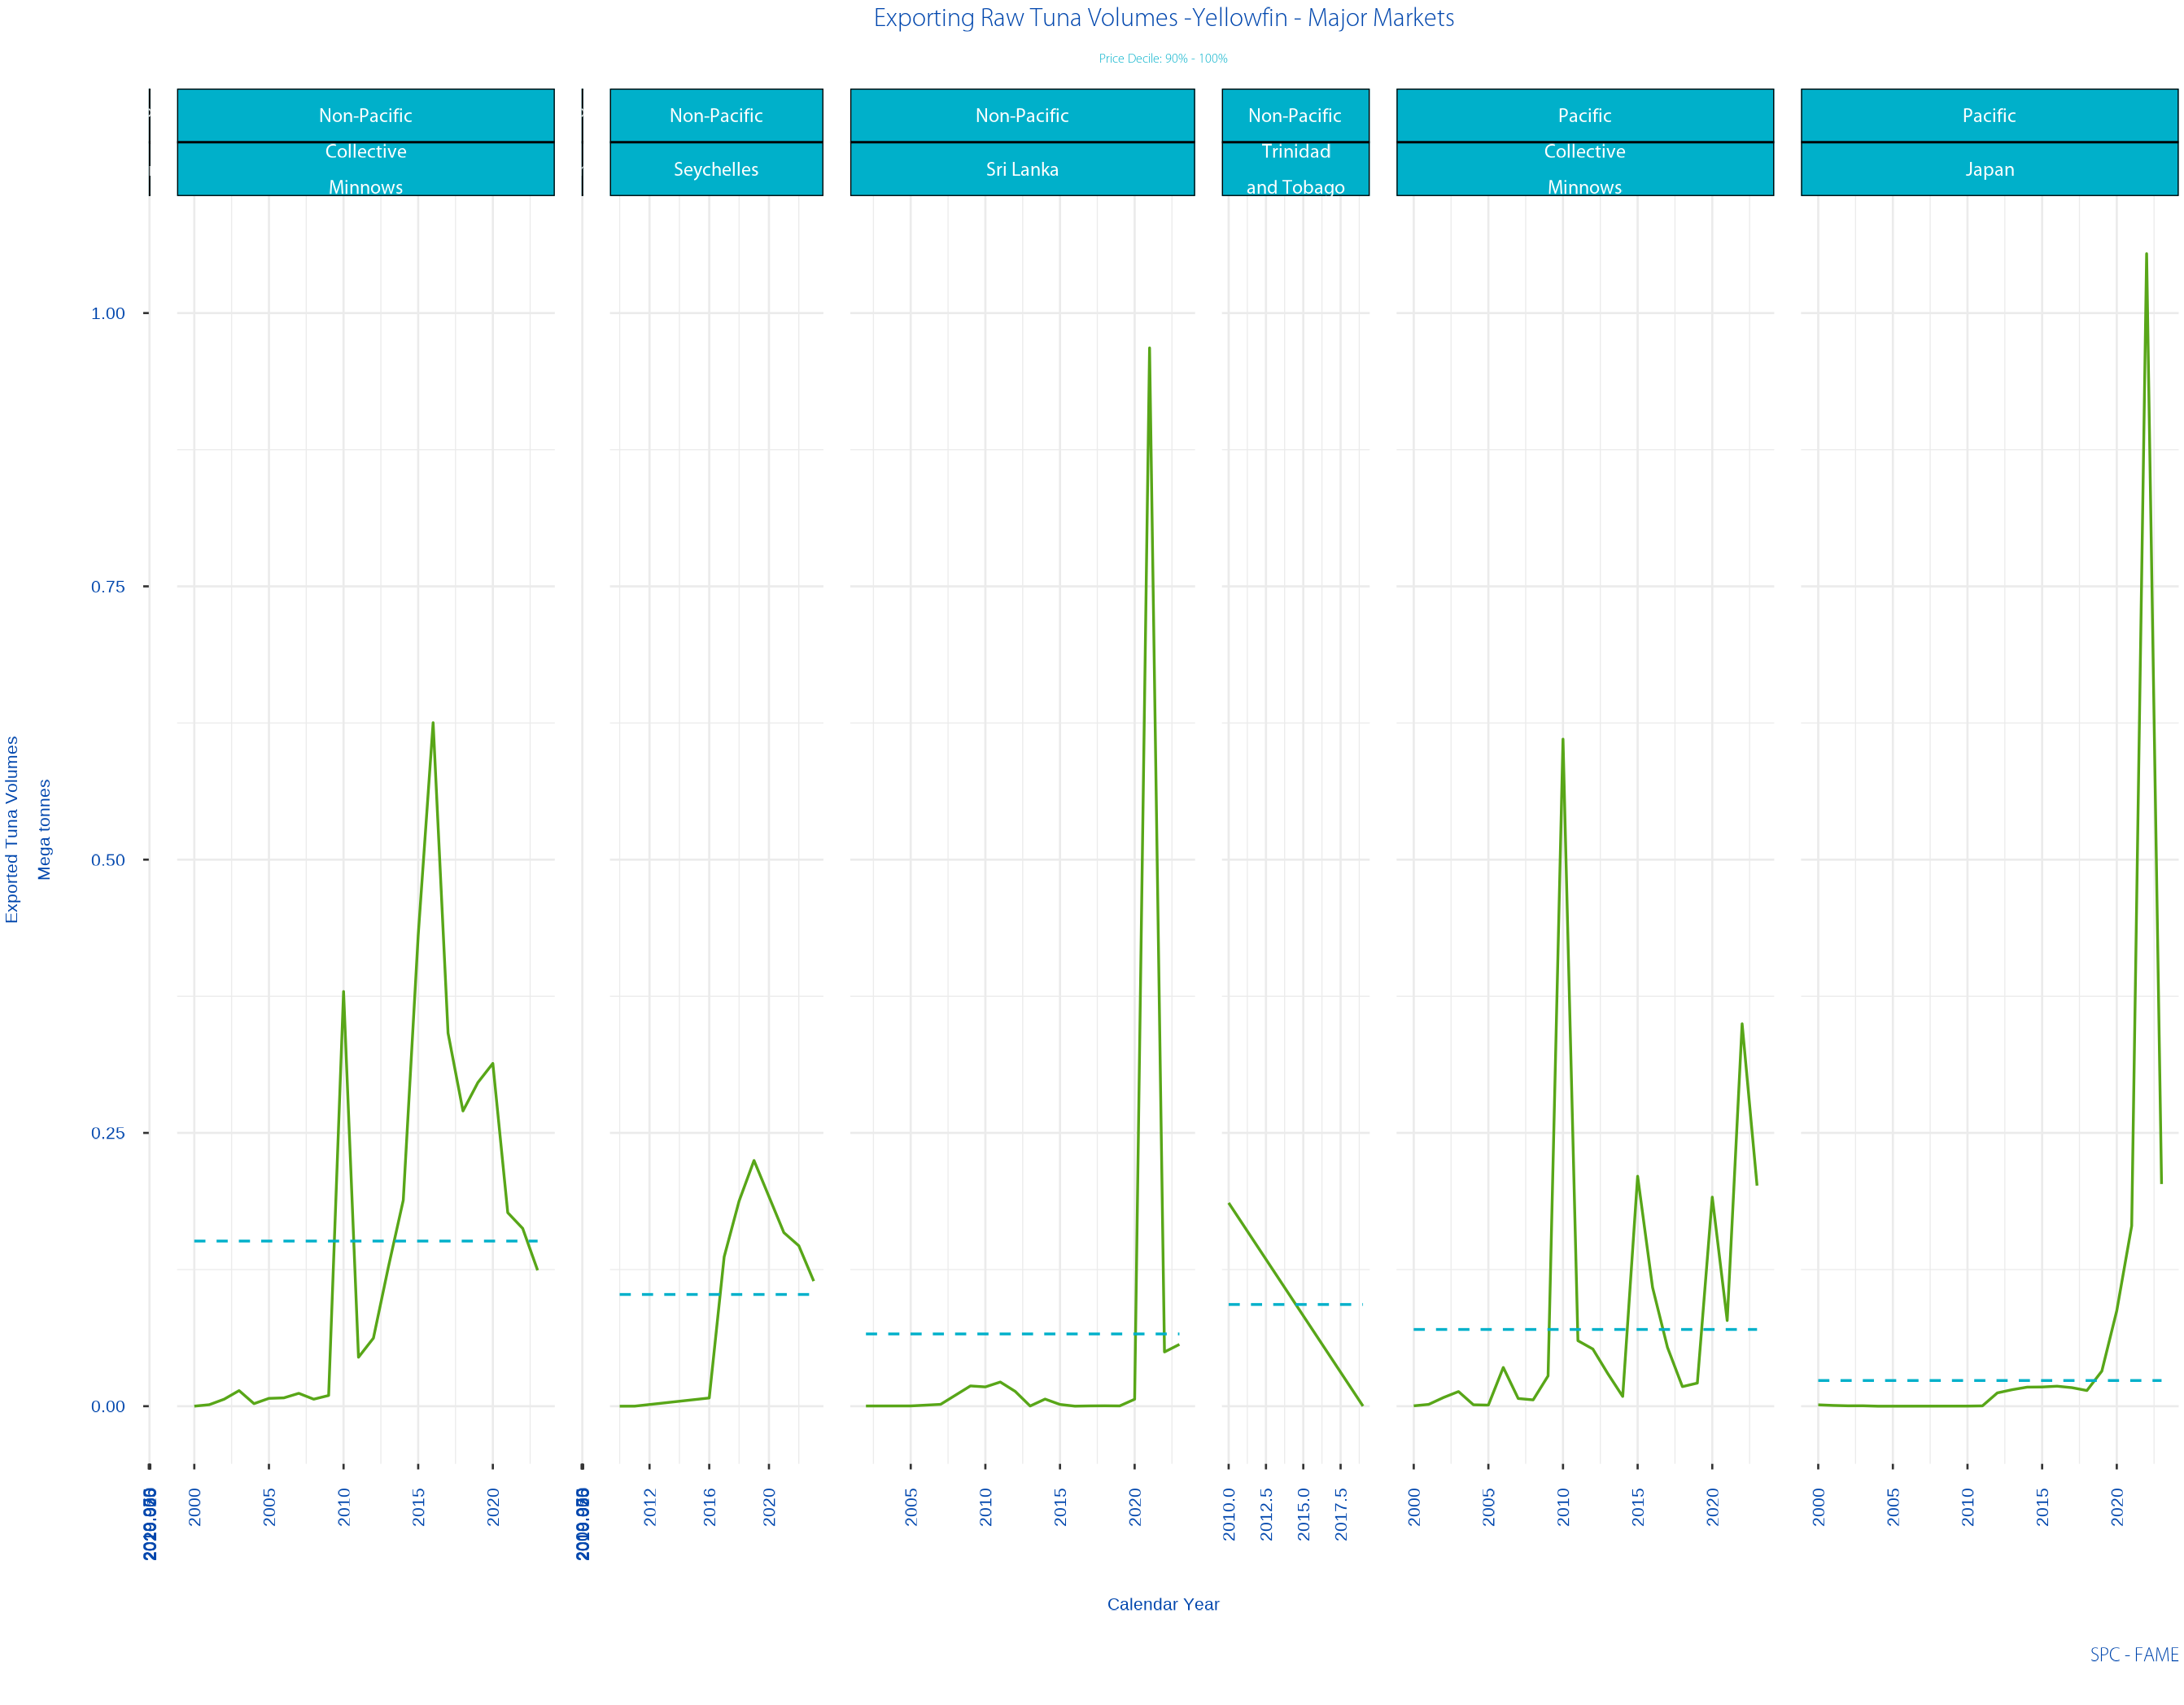 Exporting Raw Tuna Volumes -Yellowfin - Major Markets
Price Decile: 90% - 100%
Non-Pacific
Non-Pacific
Non-Pacific
Non-Pacific
Pacific
Pacific
Collective
Minnows
Seychelles
Sri Lanka
Trinidad
and Tobago
Collective
Minnows
Japan
Exported Tuna Volumes
Mega tonnes
1.00
0.75
0.50
0.25
0.00
2000
2005
2010
2015
2020
2012
2016
2020
2005
2010
2015
2020
2010.0
2012.5
2015.0
2017.5
2000
2005
2010
2015
2020
2000
2005
2010
2015
2020
Calendar Year
SPC - FAME